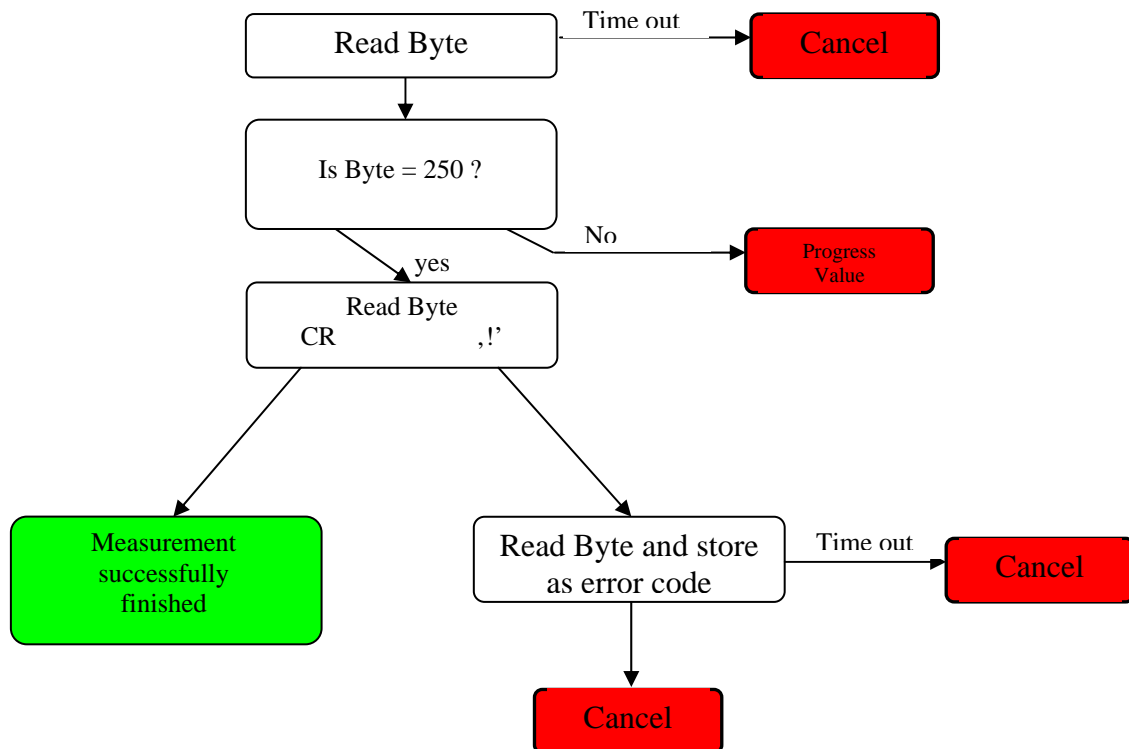 Read Byte
Time out
Cancel
Is Byte = 250 ?
No
Progress
Value
yes
Read Byte
CR ‚!’
Measurement
successfully
finished
Read Byte and store
as error code
Time out
Cancel
Cancel